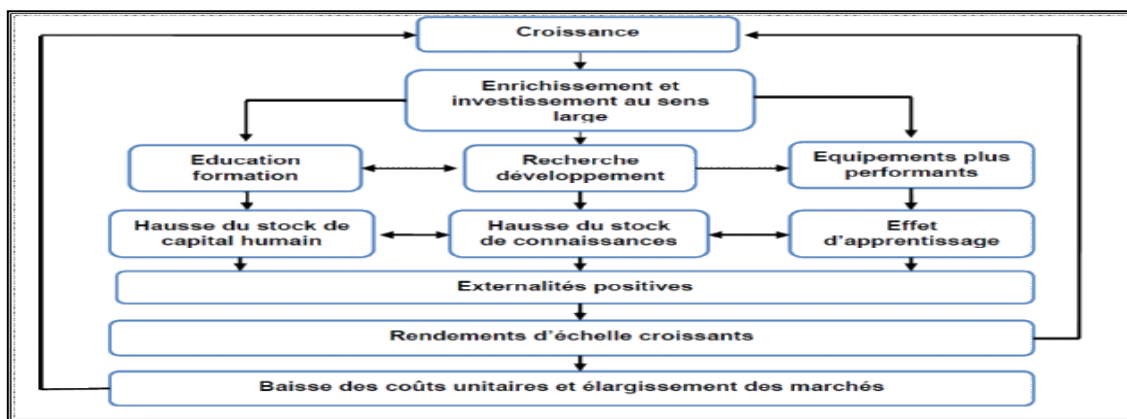 Croissance
Enrichissement et
investissement au sens
large
Education
formation
Recherche
développement
Equipements plus
performants
Hausse du stock de
capital humain
Hausse du stock
de connaissances
Effet
d'apprentissage
Externalités positives
Rendements d'échelle croissants
Baisse des coûts unitaires et élargissement des marchés